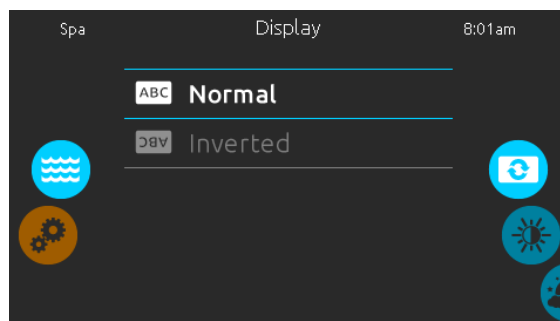 Spa
Display
8:01am
ABC
Normal
ABC
Inverted